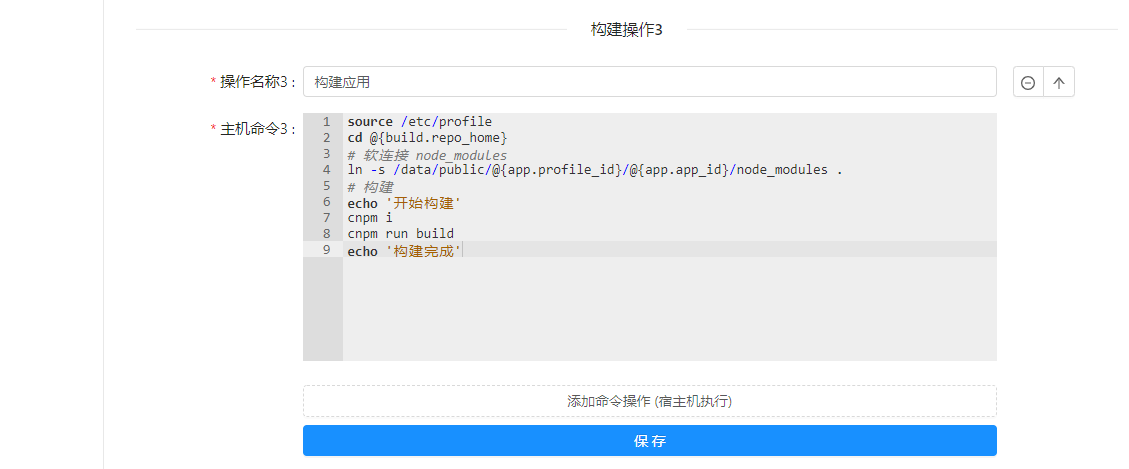 构建操作3
* 操作名称3 : 构建应用
* 主机命令3 :
1 source /etc/profile
2 cd @{build.repo_home}
3 # 软连接 node_modules
4 ln -s /data/public/@{app.profile_id}/@{app.app_id}/node_modules .
5 # 构建
6 echo '开始构建'
7 cnpm i
8 cnpm run build
9 echo '构建完成'
添加命令操作 (宿主机执行)
保存